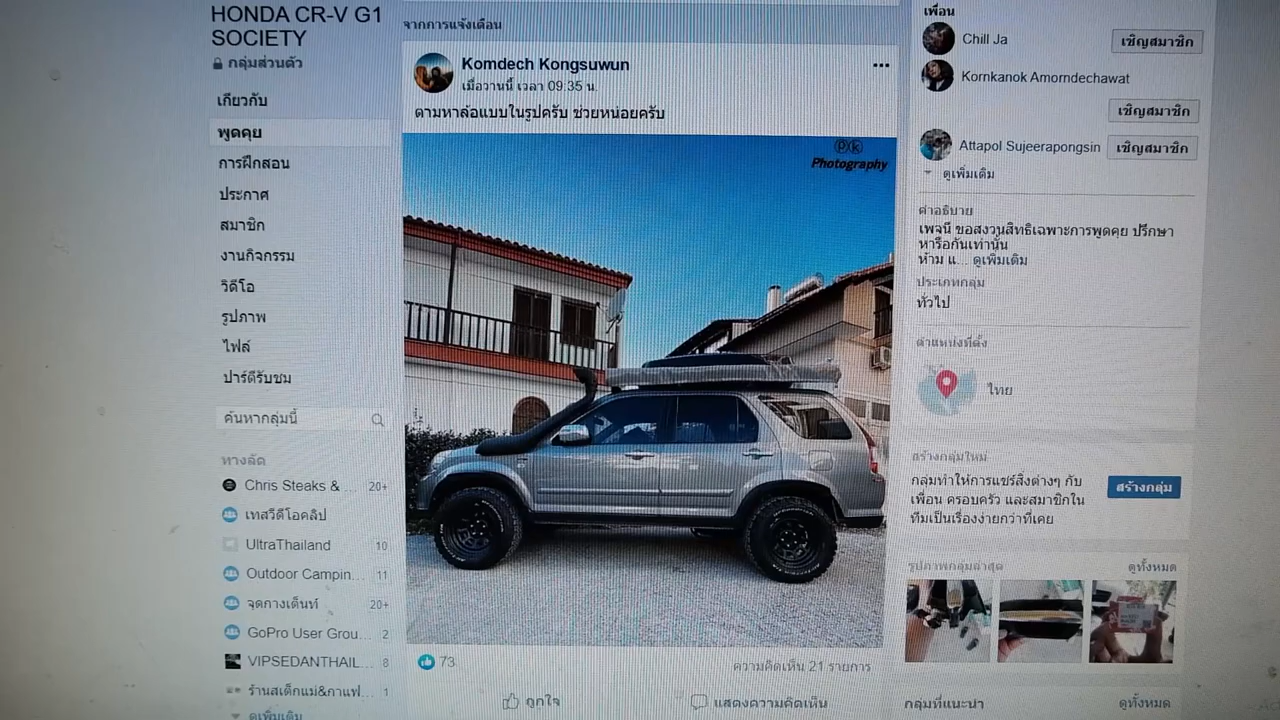 HONDA CR-V G1
SOCIETY
กลุ่มส่วนตัว
เกี่ยวกับ
พูดคุย
การฝึกสอน
ประกาศ
สมาชิก
งานกิจกรรม
วิดีโอ
รูปภาพ
ไฟล์
ปาร์ตี้รับชม
ค้นหากลุ่มนี้
ทางลัด
Chris Steaks & ... 20+
เทสวีดีโอคลิป
UltraThailand 10
Outdoor Campin... 11
จุดกางเต็นท์ 20+
GoPro User Grou... 2
VIPSEDANTHAIL... 8
ร้านสเต็กแม่&กาแฟ... 1
ดูเพิ่มเติม
จากการแจ้งเตือน
Komdech Kongsuwun
เมื่อวานนี้ เวลา 09:35 น.
ตามหาล้อแบบในรูปครับ ช่วยหน่อยครับ
pk
Photography
73
ความคิดเห็น 21 รายการ
ถูกใจ
แสดงความคิดเห็น
เพื่อน
Chill Ja
เชิญสมาชิก
Kornkanok Amorndechawat
เชิญสมาชิก
Attapol Sujeerapongsin
เชิญสมาชิก
ดูเพิ่มเติม
คำอธิบาย
เพจนี้ ขอสงวนสิทธิเฉพาะการพูดคุย ปรึกษา
หารือกันเท่านั้น
ห้าม แ... ดูเพิ่มเติม
ประเภทกลุ่ม
ทั่วไป
ตำแหน่งที่ตั้ง
ไทย
สร้างกลุ่มใหม่
กลุ่มทำให้การแชร์สิ่งต่างๆ กับ
เพื่อน ครอบครัว และสมาชิกใน
ทีมเป็นเรื่องง่ายกว่าที่เคย
สร้างกลุ่ม
รูปภาพกลุ่มล่าสุด
ดูทั้งหมด
กลุ่มที่แนะนำ
ดูทั้งหมด